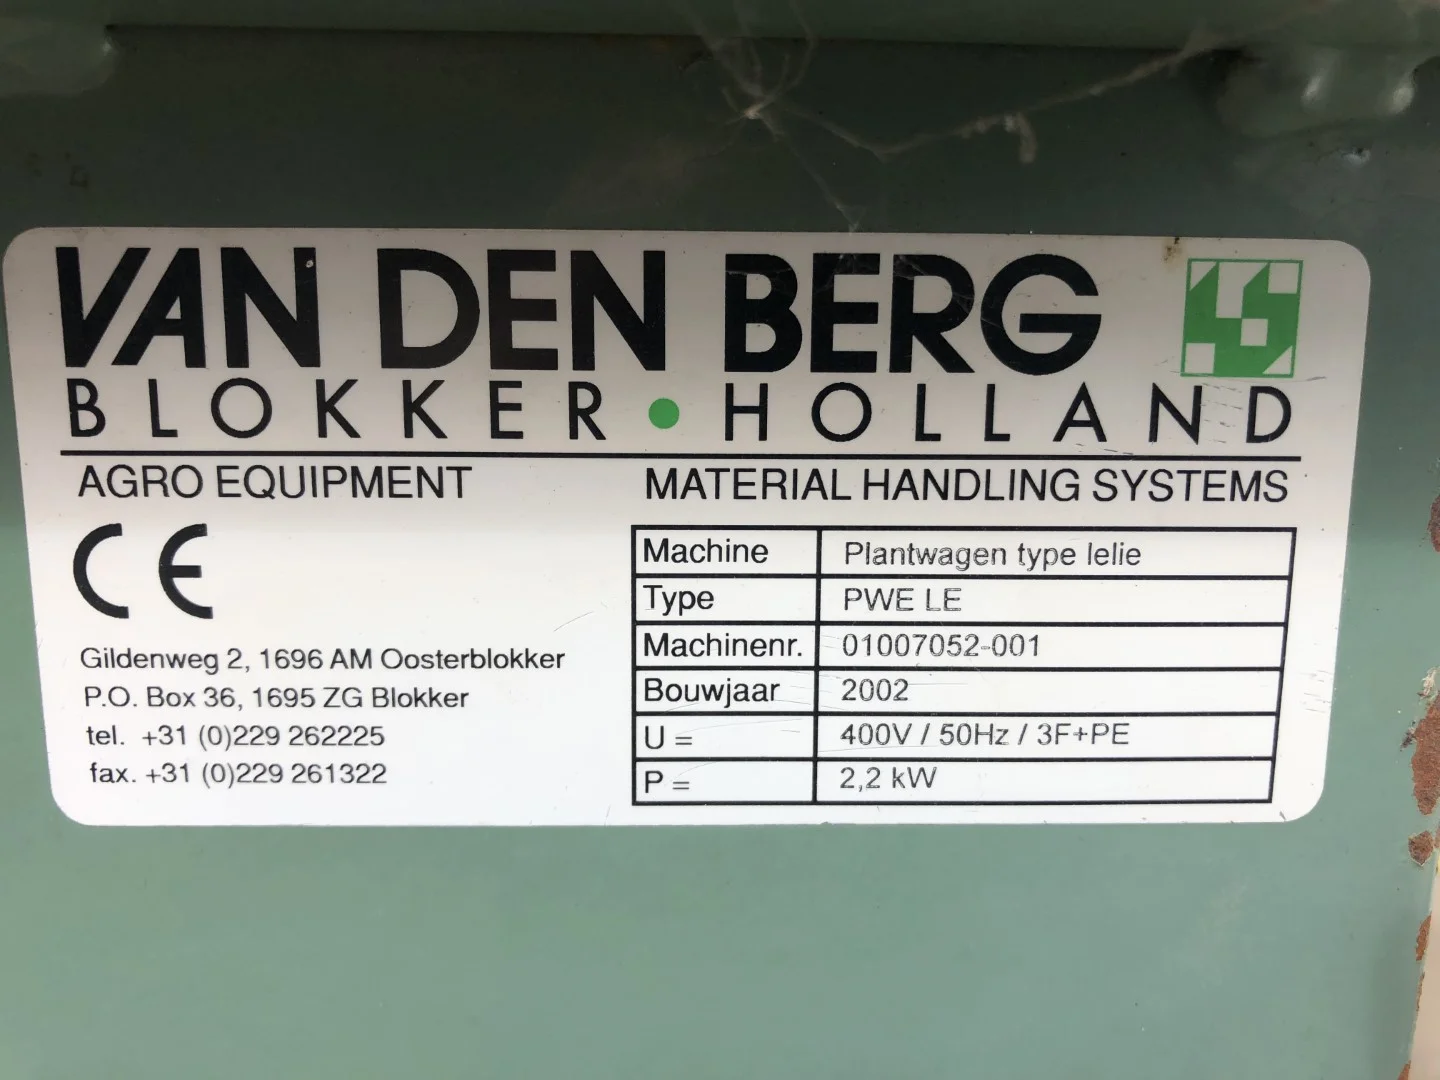 VAN DEN BERG
BLOKKER • HOLLAND
AGRO EQUIPMENT
MATERIAL HANDLING SYSTEMS
CE
Gildenweg 2, 1696 AM Oosterblokker
P.O. Box 36, 1695 ZG Blokker
tel. +31 (0)229 262225
fax. +31 (0)229 261322
Machine Plantwagen type lelie
Type PWE LE
Machinenr. 01007052-001
Bouwjaar 2002
U = 400V / 50Hz / 3F+PE
P = 2,2 kW